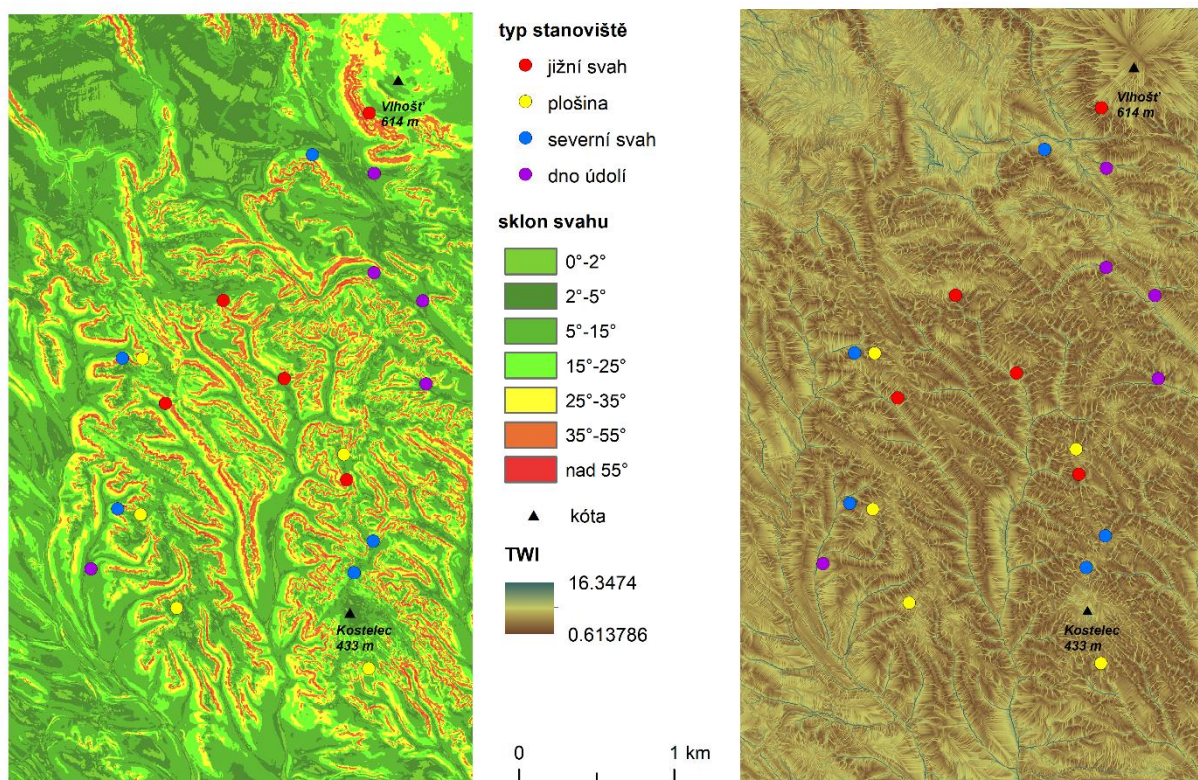 Vlhošť
614 m
Kostelec
433 m
typ stanoviště
jižní svah
plošina
severní svah
dno údolí
sklon svahu
0°-2°
2°-5°
5°-15°
15°-25°
25°-35°
35°-55°
nad 55°
kóta
TWI
16.3474
0.613786
0 1 km
Vlhošť
614 m
Kostelec
433 m